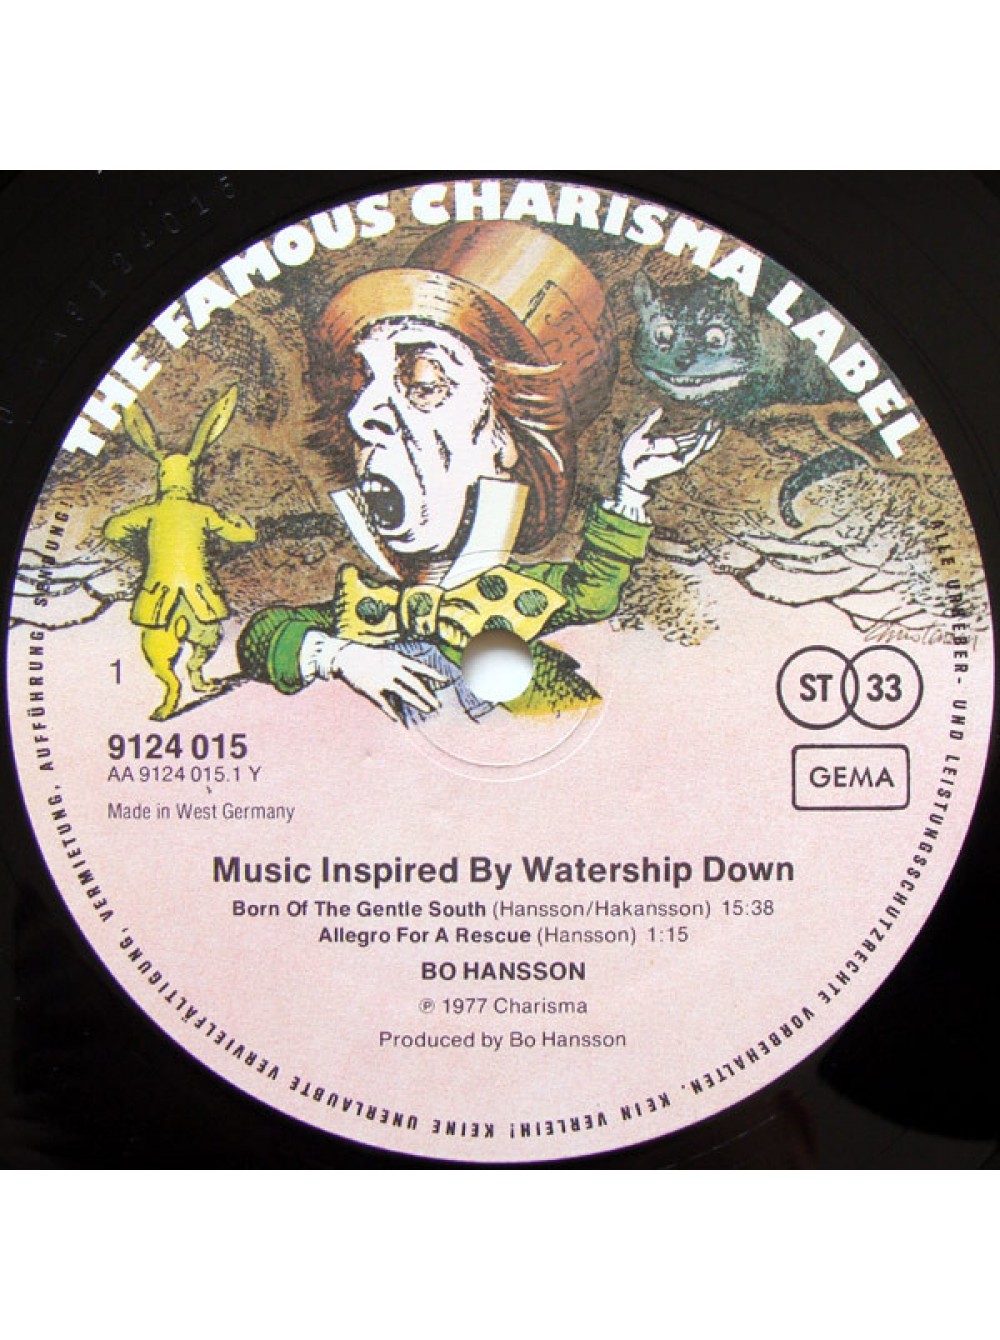 THE FAMOUS CHARISMA LABEL
1
9124 015
AA 9124 015.1 Y
Made in West Germany
ST 33
GEMA
Music Inspired By Watership Down
Born Of The Gentle South (Hansson/Hakansson) 15:38
Allegro For A Rescue (Hansson) 1:15
BO HANSSON
℗ 1977 Charisma
Produced by Bo Hansson
ALLE URHEBER- UND LEISTUNGSSCHUTZRECHTE VORBEHALTEN. KEIN VERLEIH! KEINE UNERLAUBTE VERVIELFÄLTIGUNG, VERMIETUNG, AUFFÜHRUNG SENDUNG!